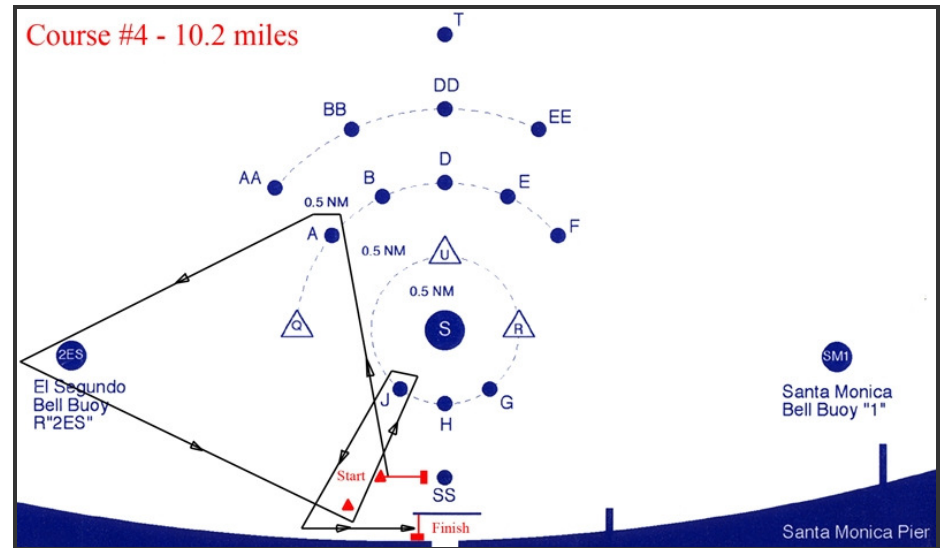 Course #4 - 10.2 miles
T
DD
BB
EE
D
AA
B
E
0.5 NM
F
A
0.5 NM
U
0.5 NM
Q
S
R
2ES
SM1
El Segundo
Bell Buoy
R"2ES"
J
G
Santa Monica
Bell Buoy "1"
H
Start
SS
Finish
Santa Monica Pier